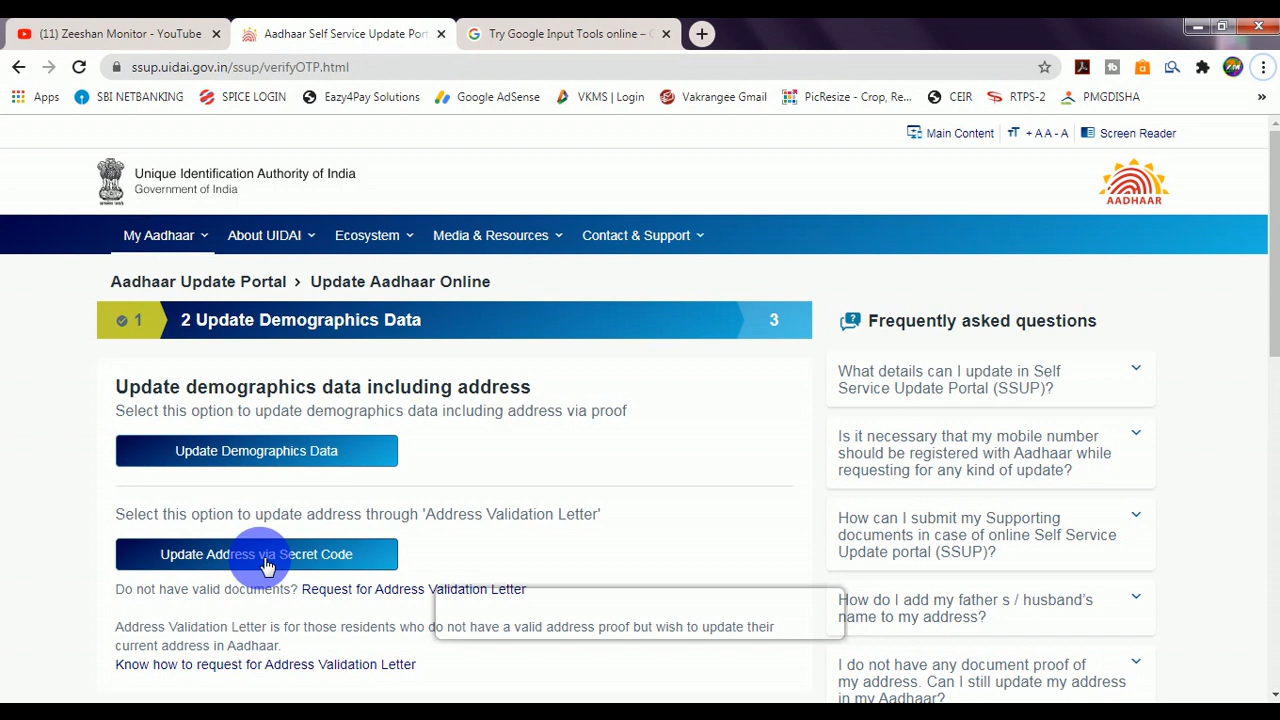 (11) Zeeshan Monitor - YouTube
Aadhaar Self Service Update Port
Try Google Input Tools online –
ssup.uidai.gov.in/ssup/verifyOTP.html
Apps
SBI NETBANKING
SPICE LOGIN
Eazy4Pay Solutions
Google AdSense
VKMS | Login
Vakrangee Gmail
PicResize - Crop, Re...
CEIR
RTPS-2
PMGDISHA
»
Main Content
+ A A - A
Screen Reader
Unique Identification Authority of India
Government of India
AADHAAR
My Aadhaar
About UIDAI
Ecosystem
Media & Resources
Contact & Support
Aadhaar Update Portal › Update Aadhaar Online
1
2 Update Demographics Data
3
Update demographics data including address
Select this option to update demographics data including address via proof
Update Demographics Data
Select this option to update address through 'Address Validation Letter'
Update Address via Secret Code
Do not have valid documents? Request for Address Validation Letter
Address Validation Letter is for those residents who do not have a valid address proof but wish to update their
current address in Aadhaar.
Know how to request for Address Validation Letter
Frequently asked questions
What details can I update in Self
Service Update Portal (SSUP)?
Is it necessary that my mobile number
should be registered with Aadhaar while
requesting for any kind of update?
How can I submit my Supporting
documents in case of online Self Service
Update portal (SSUP)?
How do I add my father s / husband's
name to my address?
I do not have any document proof of
my address. Can I still update my address
in my Aadhaar?